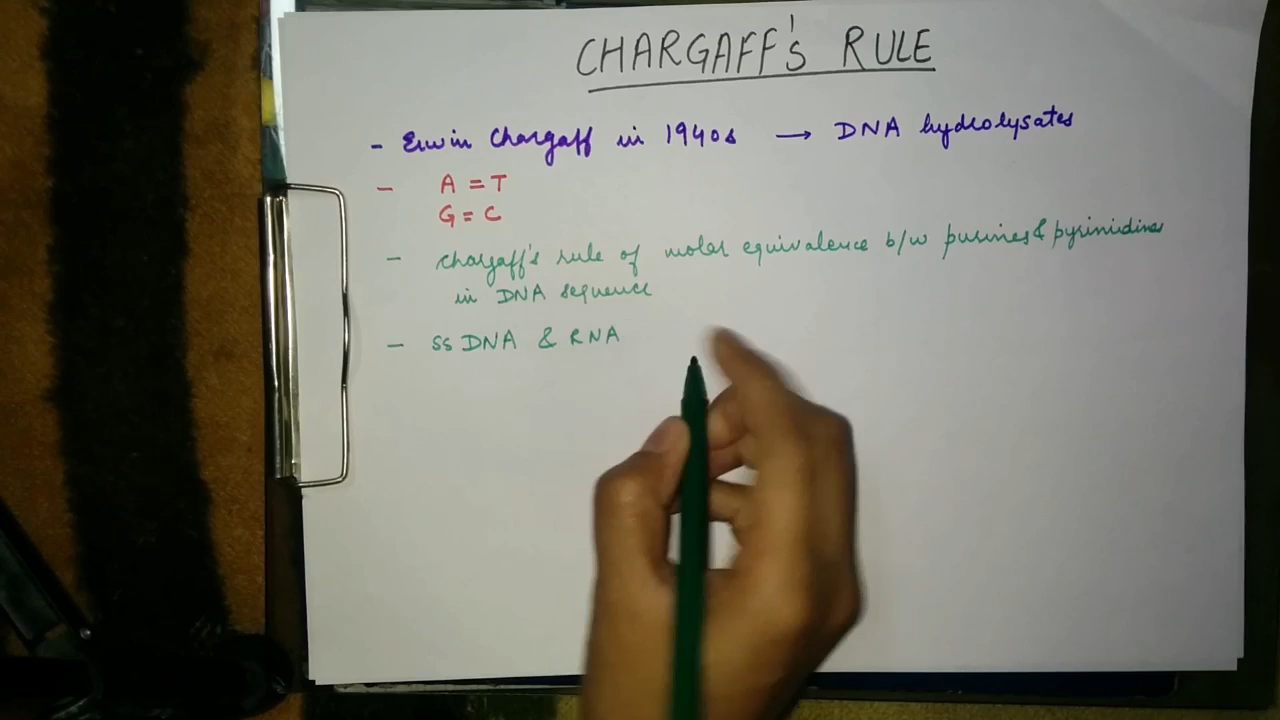 CHARGAFF's RULE
- Erwin Chargaff in 1940s → DNA hydrolysates
- A = T
G = C
- chargaff's rule of molar equivalence b/w purines & pyrimidines
in DNA sequence
- ss DNA & RNA